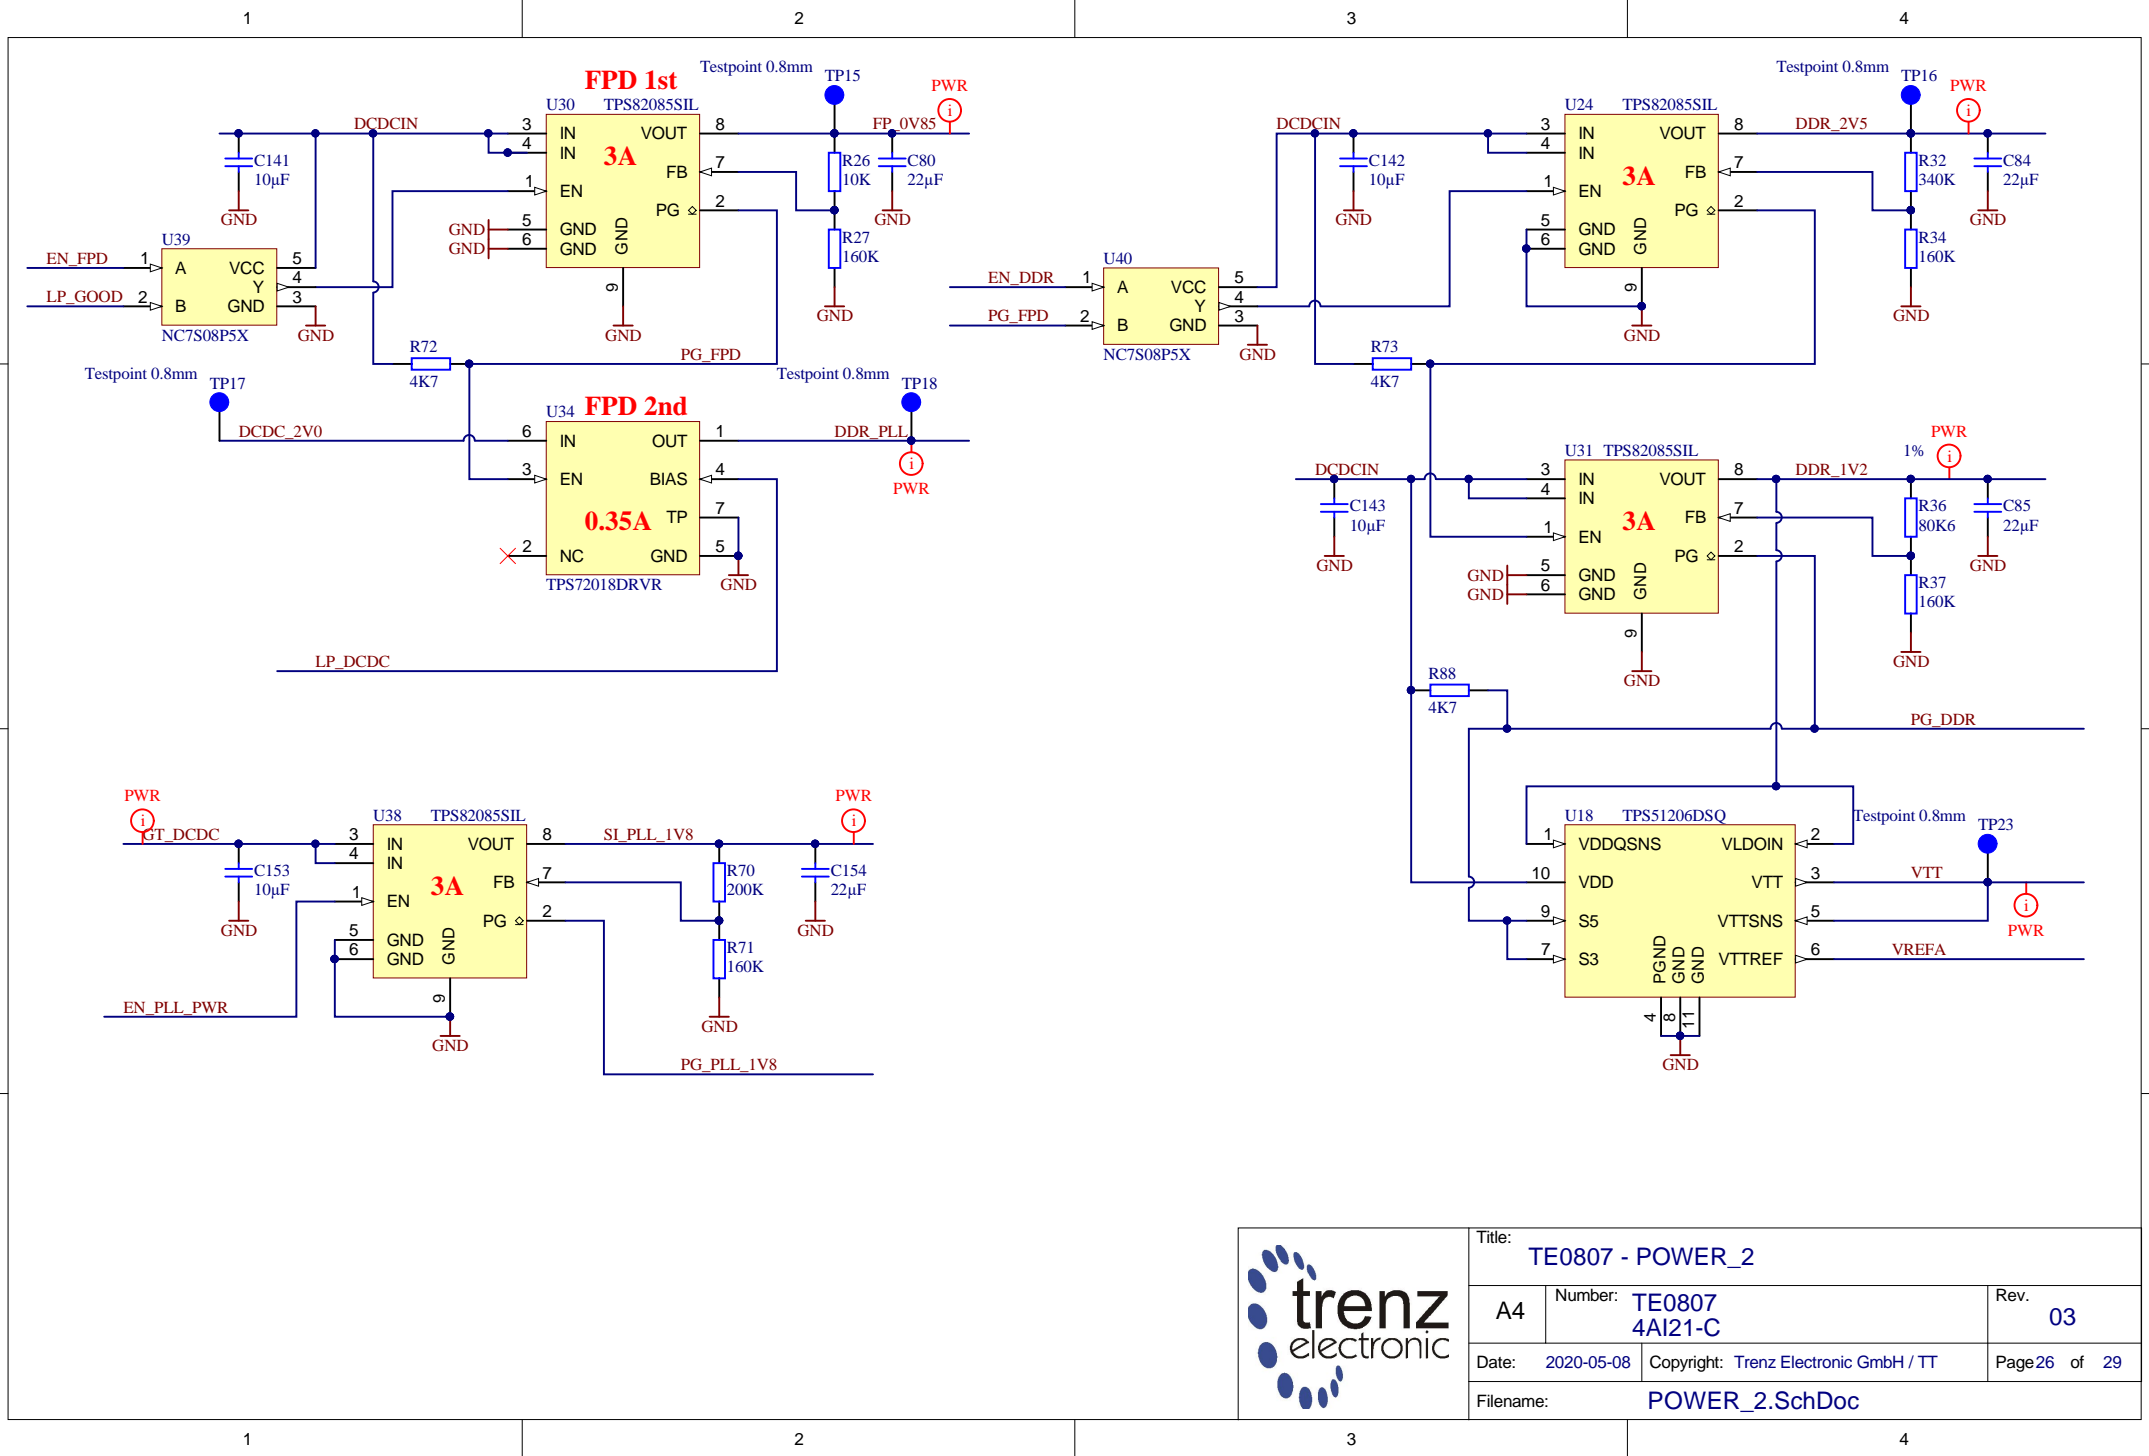 1 2 3 4
FPD 1st
Testpoint 0.8mm TP15
PWR
U30 TPS82085SIL
DCDCIN
3 IN VOUT 8
FP_0V85
4 IN
3A
C141
10µF
GND
FB 7
R26
10K
C80
22µF
GND
1 EN
PG 2
GND 5 GND
GND 6 GND
GND
9
GND
R27
160K
GND
U39
EN_FPD 1 A VCC 5
Y 4
LP_GOOD 2 B GND 3
GND
NC7S08P5X
R72
4K7
PG_FPD
Testpoint 0.8mm
TP17
DCDC_2V0
Testpoint 0.8mm
TP18
U34 FPD 2nd
6 IN OUT 1
DDR_PLL
PWR
3 EN BIAS 4
0.35A
TP 7
2 NC GND 5
GND
TPS72018DRVR
LP_DCDC
PWR
GT_DCDC
U38 TPS82085SIL
3 IN VOUT 8
SI_PLL_1V8
PWR
4 IN
3A
C153
10µF
GND
FB 7
R70
200K
C154
22µF
GND
1 EN
PG 2
5 GND
6 GND
GND
9
GND
R71
160K
GND
EN_PLL_PWR
PG_PLL_1V8
Testpoint 0.8mm TP16
PWR
U24 TPS82085SIL
DCDCIN
3 IN VOUT 8
DDR_2V5
4 IN
3A
C142
10µF
GND
FB 7
R32
340K
C84
22µF
GND
1 EN
PG 2
5 GND
6 GND
GND
9
GND
R34
160K
GND
U40
EN_DDR 1 A VCC 5
Y 4
PG_FPD 2 B GND 3
GND
NC7S08P5X
R73
4K7
U31 TPS82085SIL
1%
PWR
DCDCIN
3 IN VOUT 8
DDR_1V2
4 IN
3A
C143
10µF
GND
FB 7
R36
80K6
C85
22µF
GND
1 EN
PG 2
GND 5 GND
GND 6 GND
GND
9
GND
R37
160K
GND
R88
4K7
PG_DDR
U18 TPS51206DSQ
Testpoint 0.8mm
TP23
1 VDDQSNS VLDOIN 2
10 VDD VTT 3
VTT
PWR
9 S5 VTTSNS 5
7 S3 VTTREF 6
VREFA
PGND
GND
GND
4
8
11
GND
trenz
electronic
Title:
TE0807 - POWER_2
A4
Number: TE0807
4AI21-C
Rev.
03
Date: 2020-05-08 Copyright: Trenz Electronic GmbH / TT Page 26 of 29
Filename: POWER_2.SchDoc
1 2 3 4